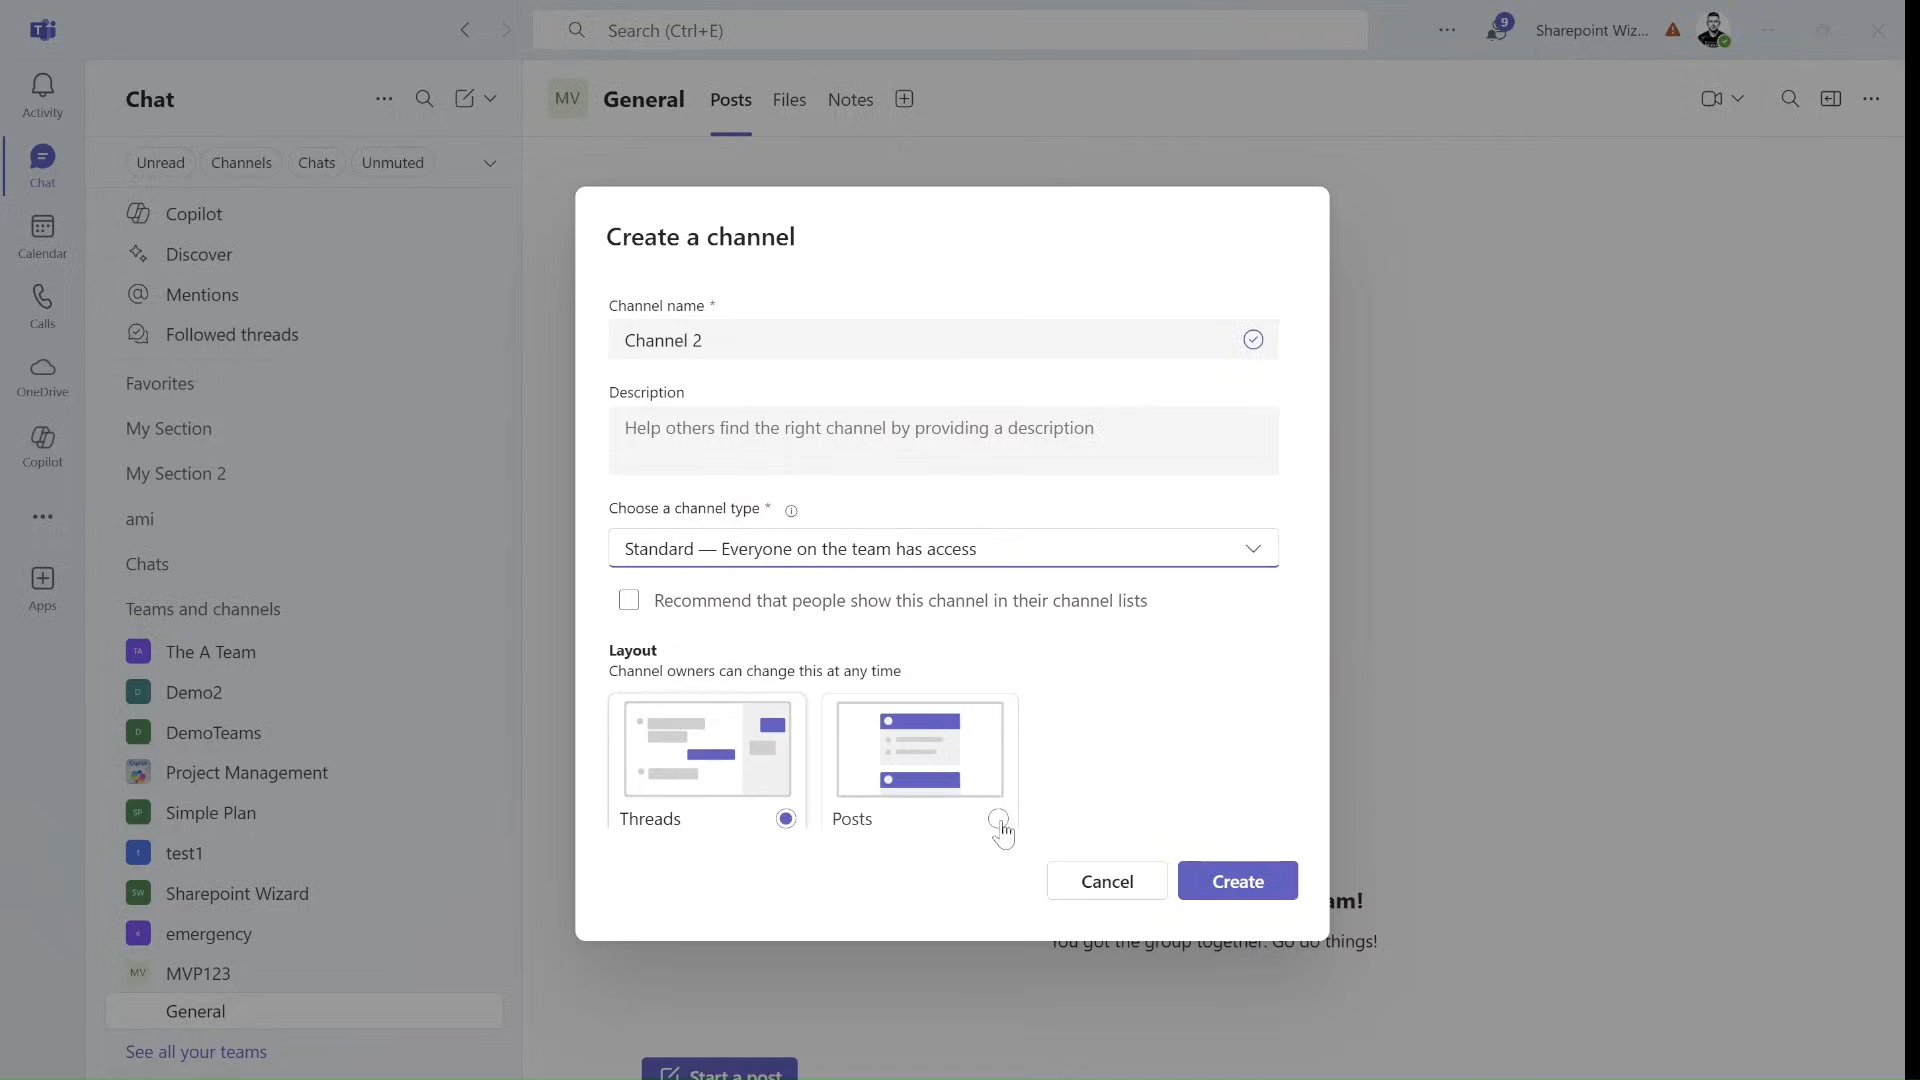 Search (Ctrl+E)
9
Sharepoint Wiz...
Activity
Chat
Calendar
Calls
OneDrive
Copilot
Apps
Chat
Unread
Channels
Chats
Unmuted
Copilot
Discover
Mentions
Followed threads
Favorites
My Section
My Section 2
ami
Chats
Teams and channels
TA The A Team
D Demo2
D DemoTeams
Project Management
SP Simple Plan
t test1
SW Sharepoint Wizard
e emergency
MV MVP123
General
See all your teams
MV General Posts Files Notes
Create a channel
Channel name *
Channel 2
Description
Help others find the right channel by providing a description
Choose a channel type *
Standard — Everyone on the team has access
Recommend that people show this channel in their channel lists
Layout
Channel owners can change this at any time
Threads
Posts
Cancel
Create
am!
You got the group together. Go do things!
Start a post